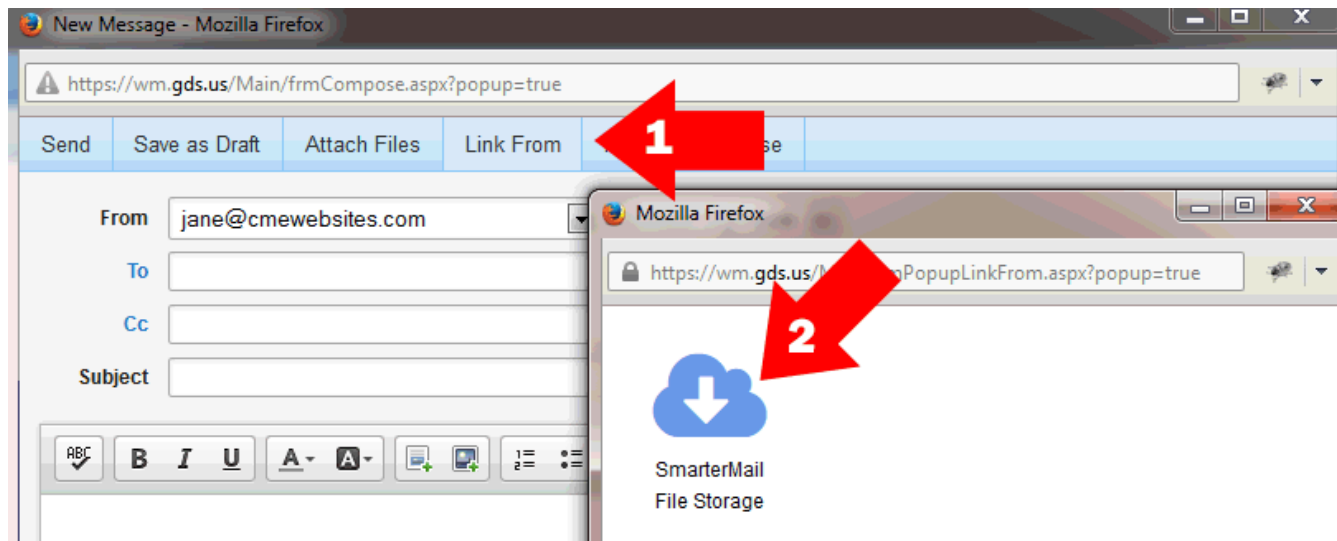 New Message - Mozilla Firefox
https://wm.gds.us/Main/frmCompose.aspx?popup=true
Send Save as Draft Attach Files Link From
1
From jane@cmewebsites.com
To
Cc
Subject
ABC B I U A A
Mozilla Firefox
https://wm.gds.us/ PopupLinkFrom.aspx?popup=true
2
SmarterMail
File Storage